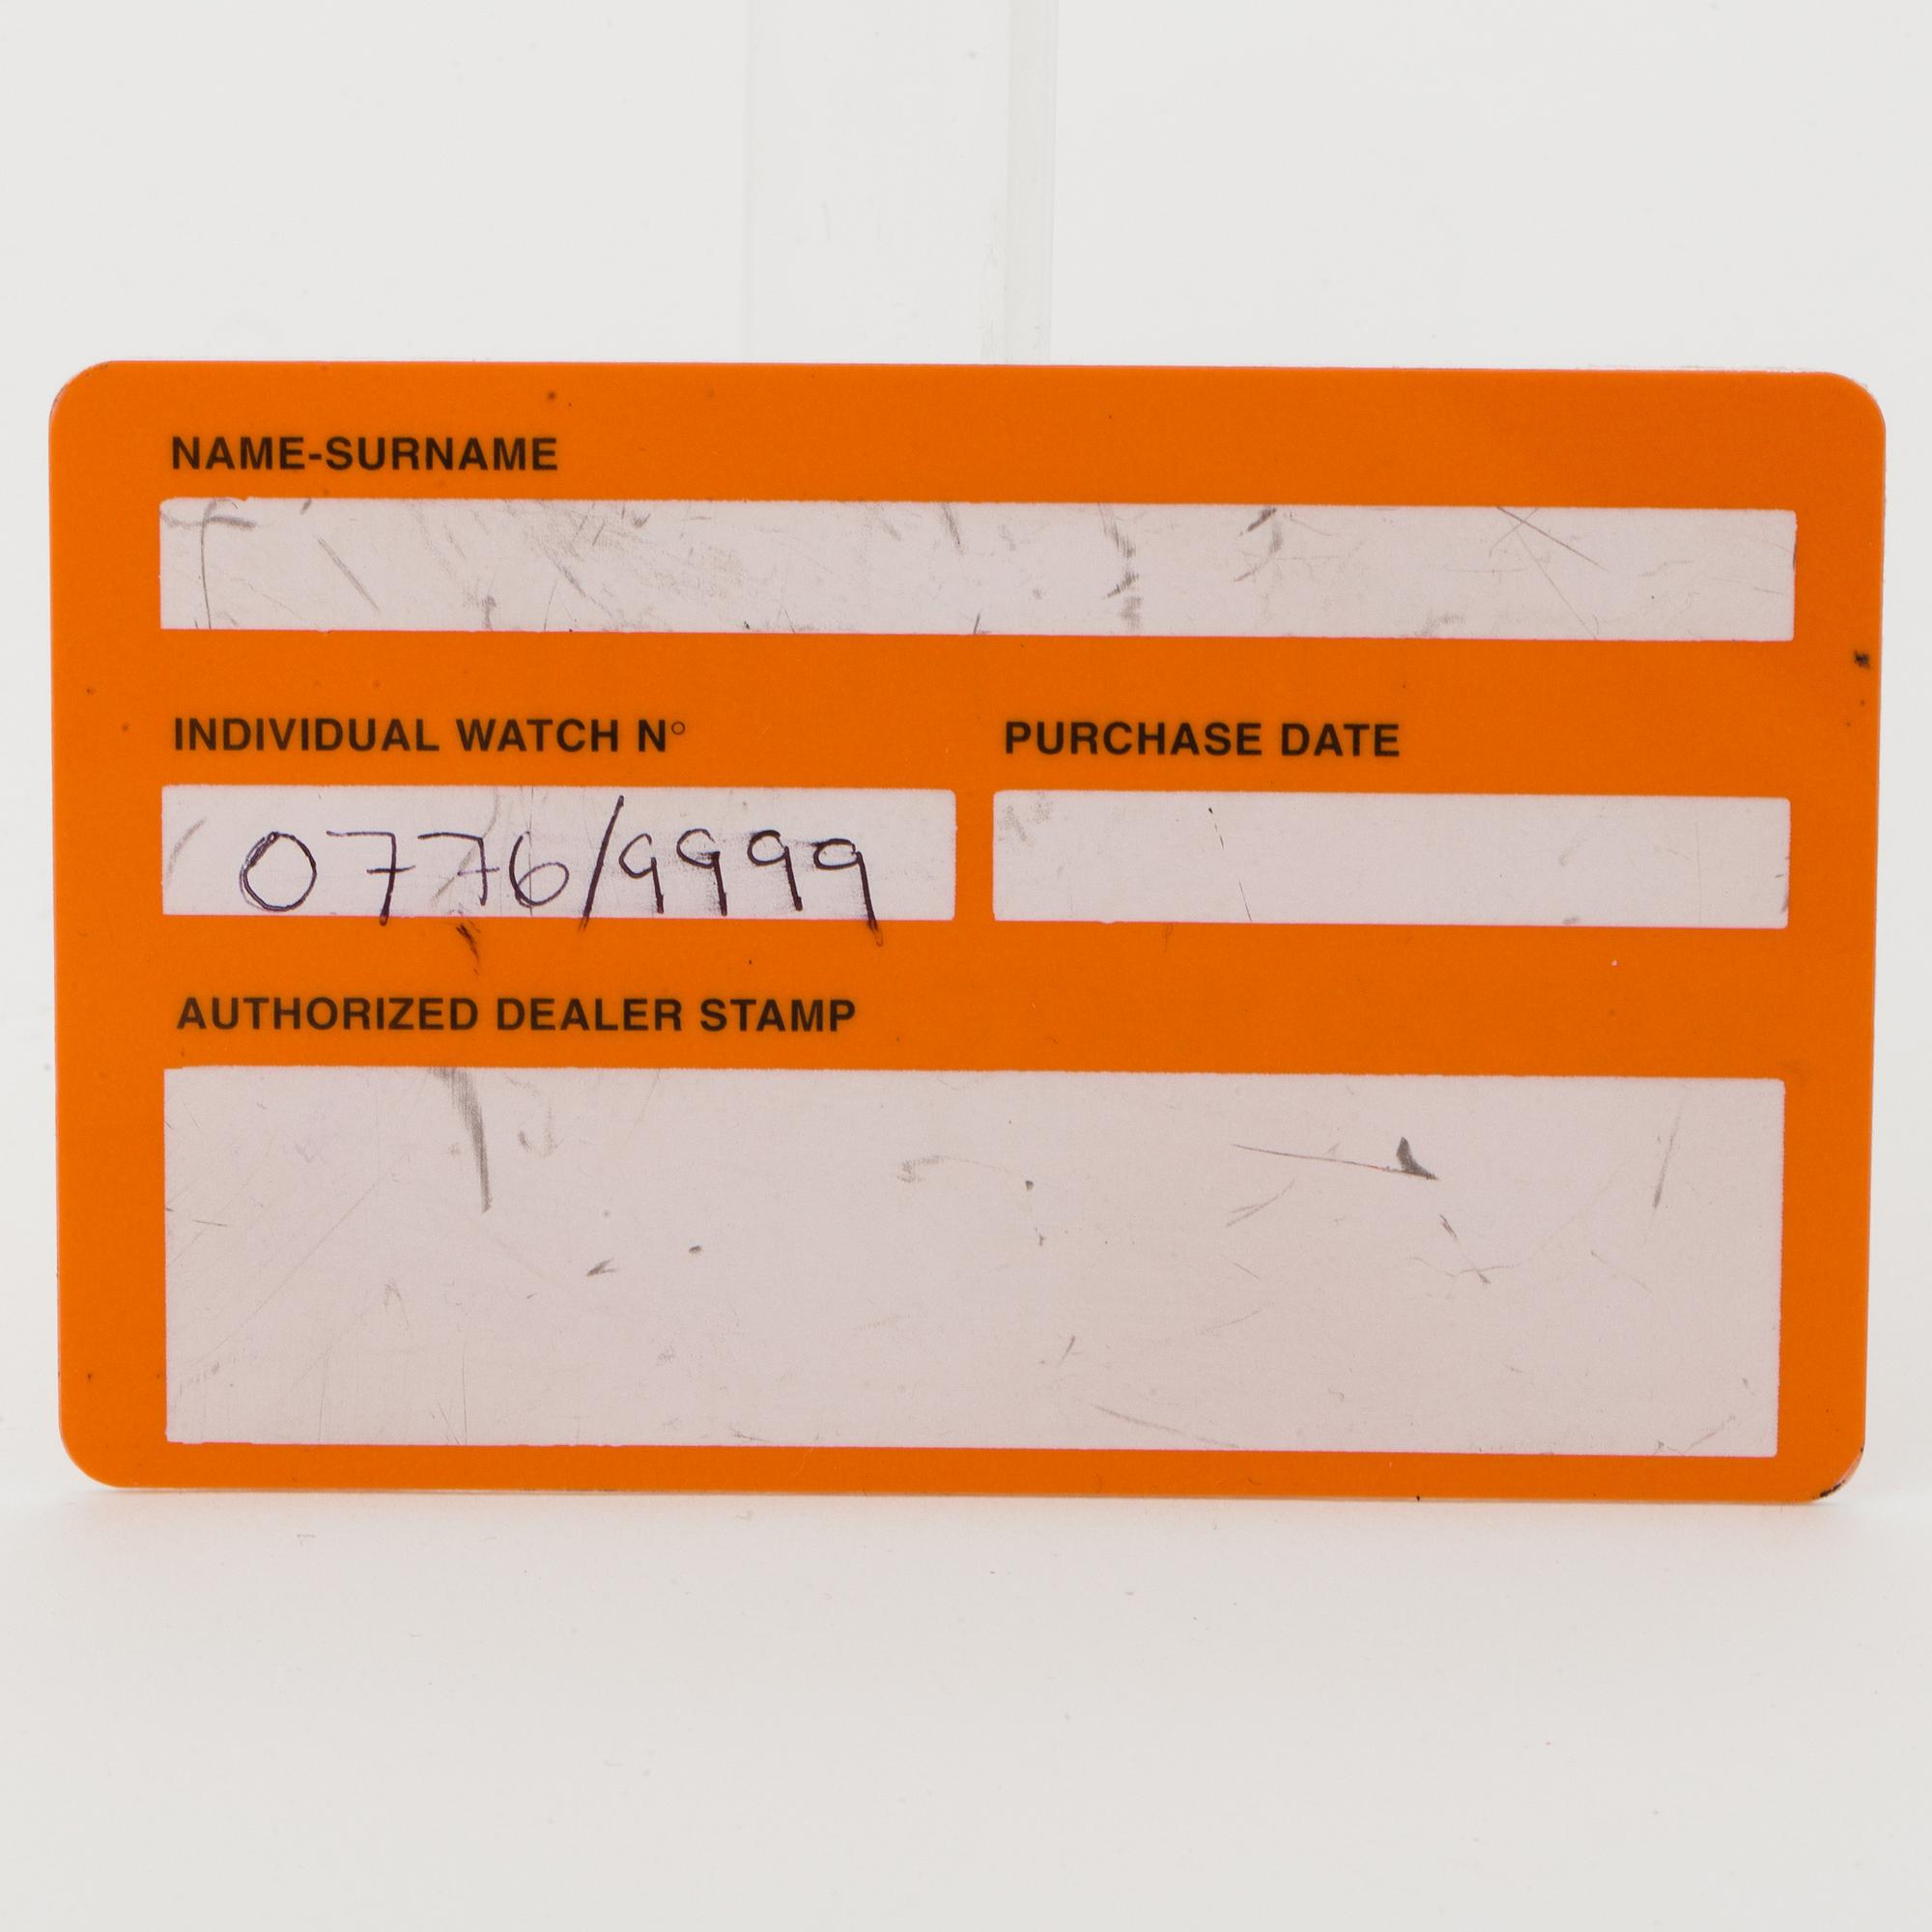 NAME-SURNAME
INDIVIDUAL WATCH N° PURCHASE DATE
0776/9999
AUTHORIZED DEALER STAMP